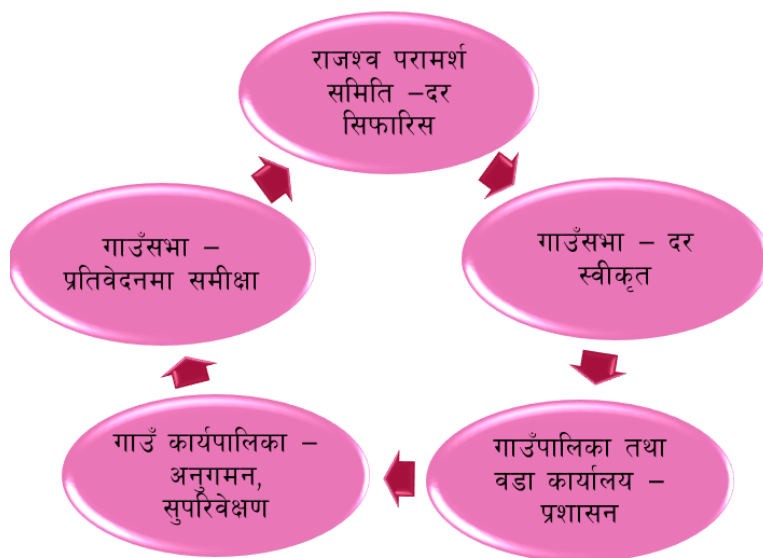 राजश्व परामर्श
समिति –दर
सिफारिस
गाउँसभा – दर
स्वीकृत
गाउँपालिका तथा
वडा कार्यालय –
प्रशासन
गाउँ कार्यपालिका –
अनुगमन,
सुपरिवेक्षण
गाउँसभा –
प्रतिवेदनमा समीक्षा